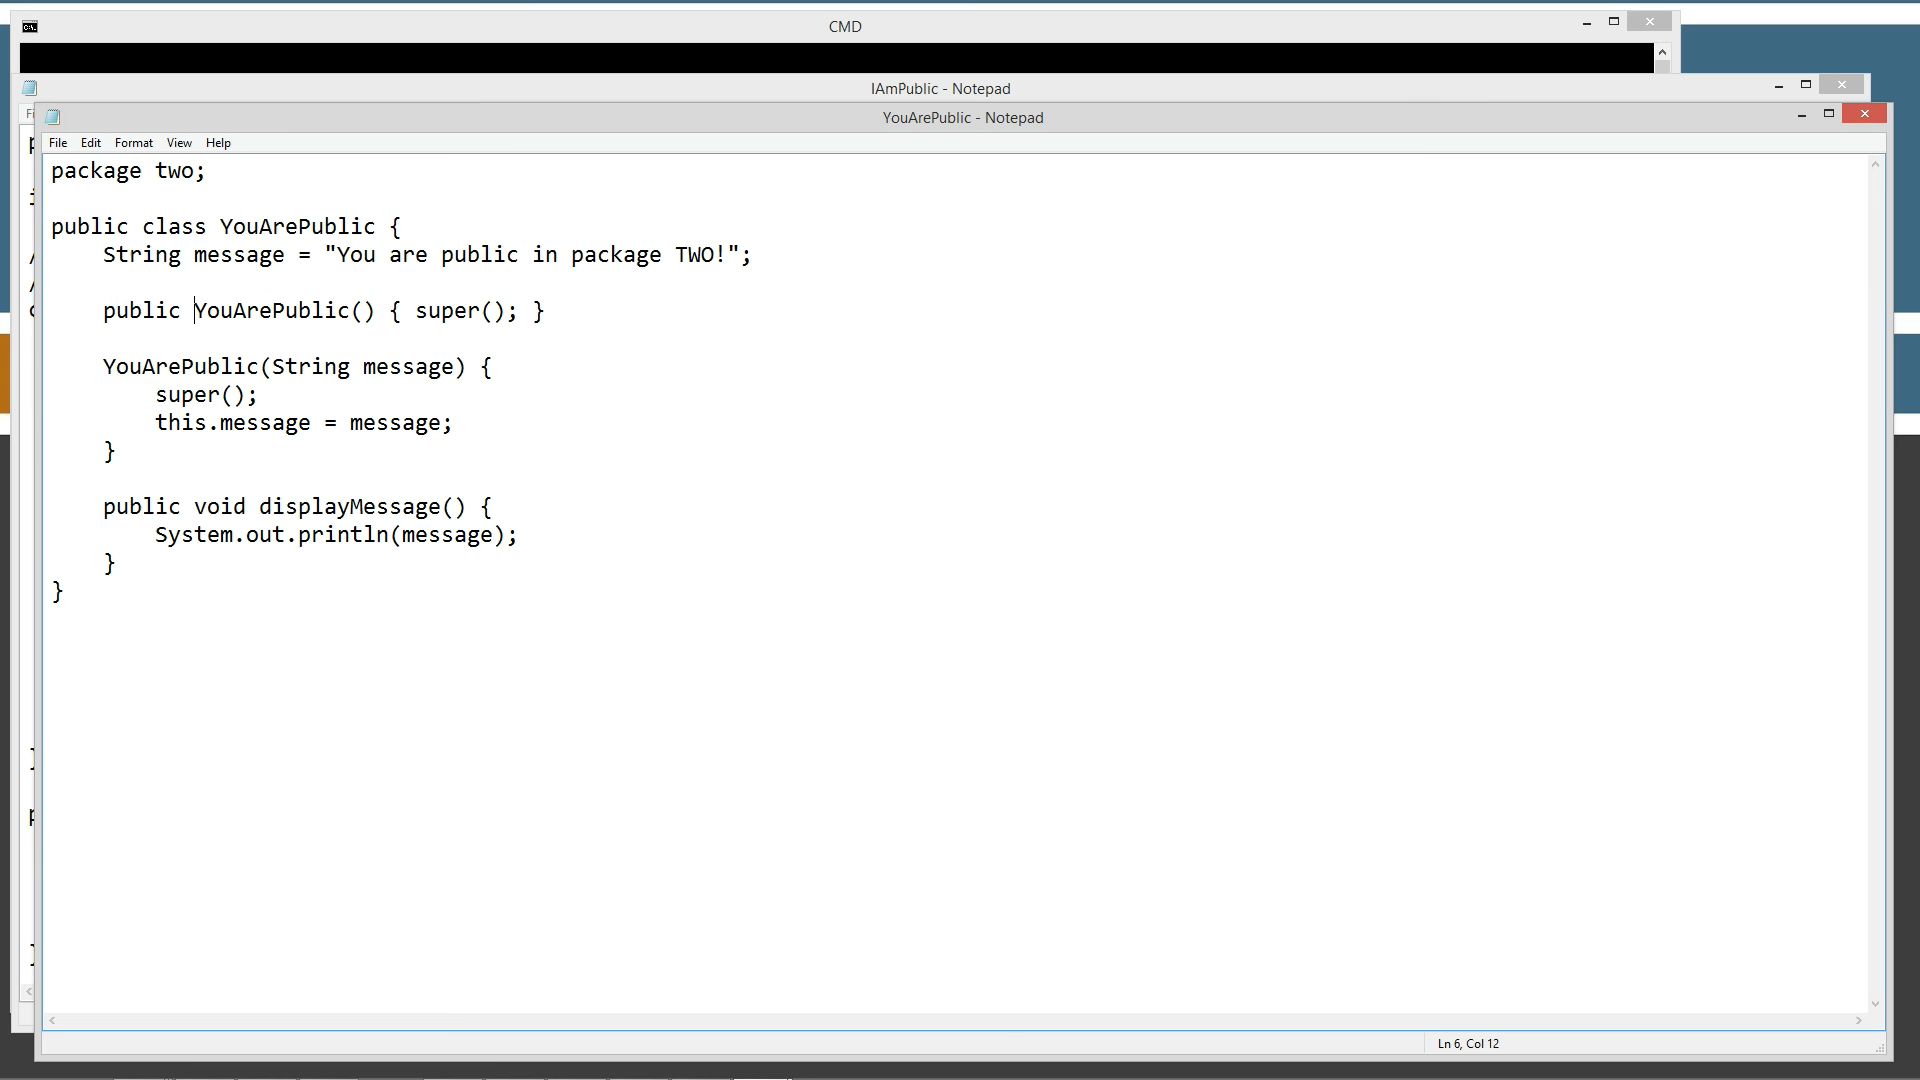 CMD
IAmPublic - Notepad
YouArePublic - Notepad
File Edit Format View Help
package two;
public class YouArePublic {
    String message = "You are public in package TWO!";
    public YouArePublic() { super(); }
    YouArePublic(String message) {
        super();
        this.message = message;
    }
    public void displayMessage() {
        System.out.println(message);
    }
}
Ln 6, Col 12